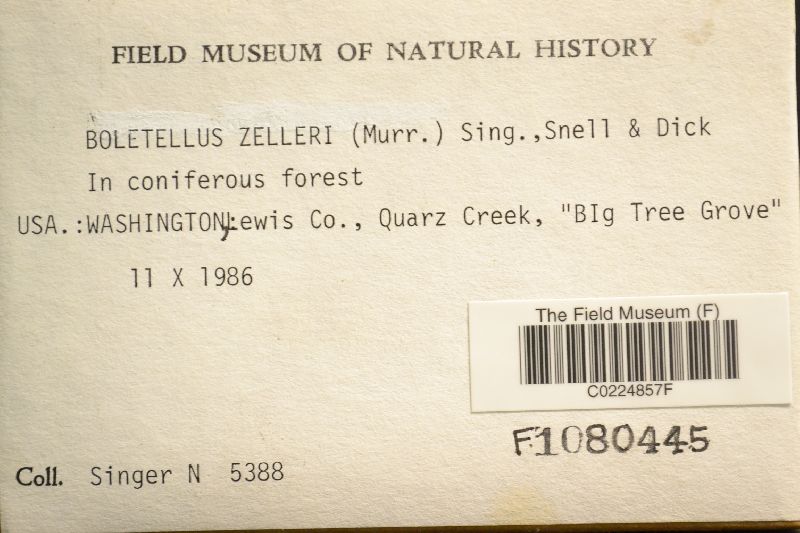 FIELD MUSEUM OF NATURAL HISTORY
BOLETELLUS ZELLERI (Murr.) Sing.,Snell & Dick
In coniferous forest
USA.:WASHINGTON,Lewis Co., Quarz Creek, "BIg Tree Grove"
11 X 1986
The Field Museum (F)
C0224857F
F1080445
Coll. Singer N 5388